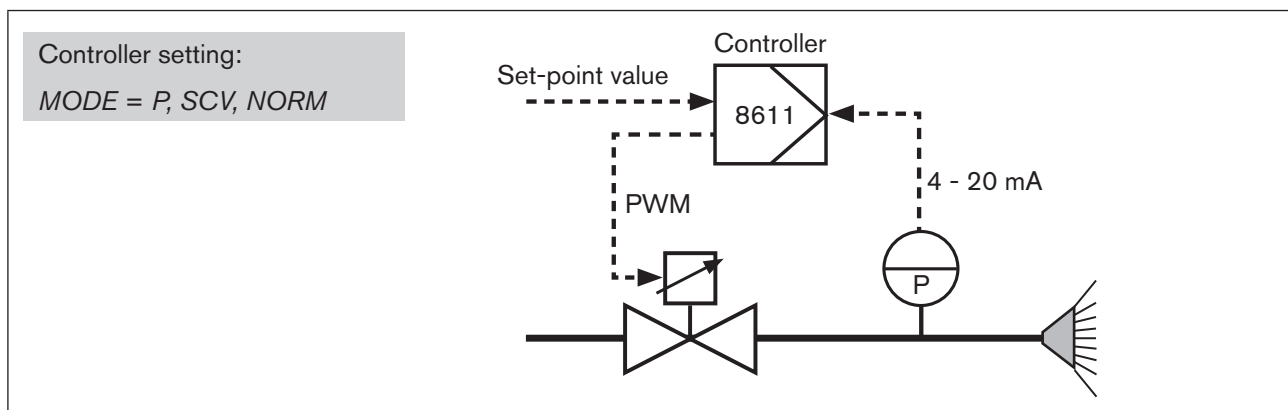 Controller setting:
MODE = P, SCV, NORM
Controller
Set-point value
8611
4 - 20 mA
PWM
P